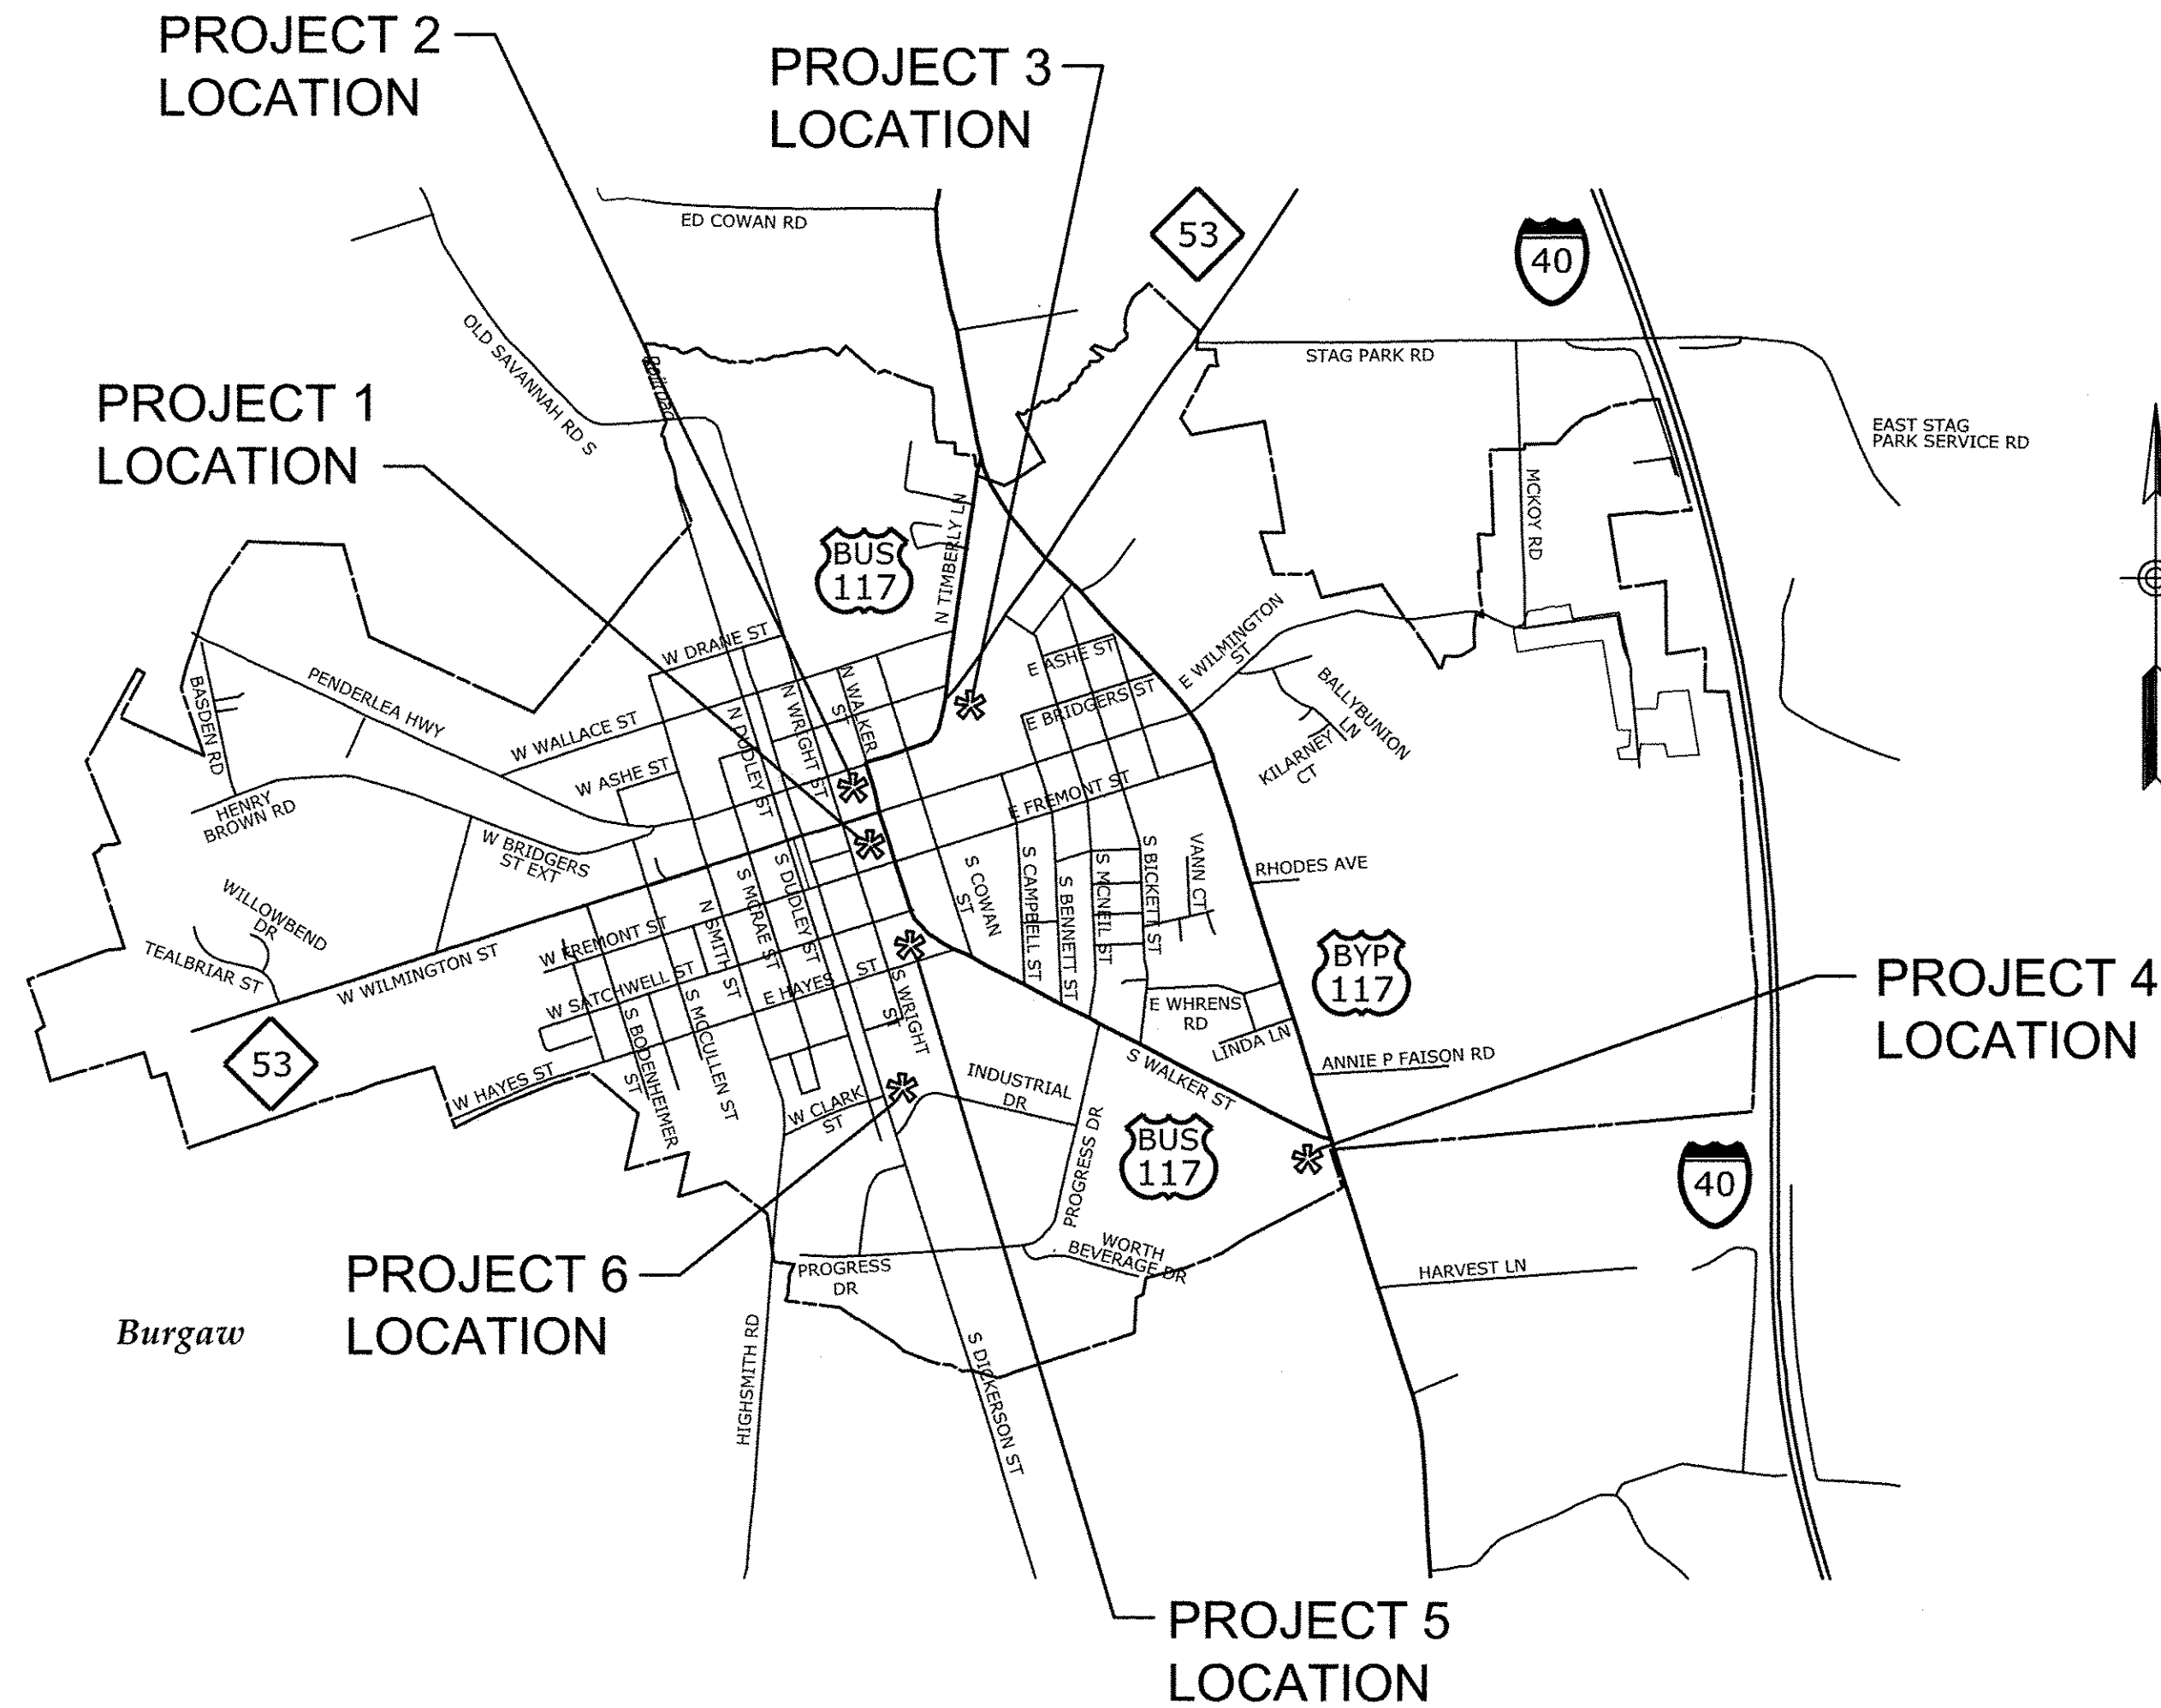 PROJECT 2
LOCATION
PROJECT 3
LOCATION
53
40
ED COWAN RD
OLD SAVANNAH RD S
Railroad
STAG PARK RD
PROJECT 1
LOCATION
EAST STAG
PARK SERVICE RD
MCKOY RD
BUS
117
N TIMBERLY LN
W DRANE ST
E ASHE ST
E WILMINGTON
ST
E BRIDGERS ST
BALLYBUNION
LN
KILARNEY
CT
BASDEN RD
PENDERLEA HWY
W WALLACE ST
N DUDLEY ST
N WRIGHT ST
N WALKER
ST
W ASHE ST
HENRY
BROWN RD
W BRIDGERS
ST EXT
E FREMONT ST
WILLOWBEND
DR
TEALBRIAR ST
W WILMINGTON ST
W FREMONT ST
W SATCHWELL ST
N SMITH ST
S MCRAE ST
S DUDLEY ST
E HAYES ST
S WRIGHT
ST
S COWAN
ST
S CAMPBELL ST
S BENNETT ST
S MCNEIL ST
S BICKETT ST
VANN CT
RHODES AVE
BYP
117
PROJECT 4
LOCATION
E WHRENS
RD
LINDA LN
ANNIE P FAISON RD
53
W HAYES ST
S BODENHEIMER
ST
S MCCULLEN ST
W CLARK
ST
INDUSTRIAL
DR
S WALKER ST
PROGRESS DR
BUS
117
40
WORTH
BEVERAGE DR
PROGRESS
DR
HARVEST LN
PROJECT 6
LOCATION
Burgaw
HIGHSMITH RD
S DICKERSON ST
PROJECT 5
LOCATION